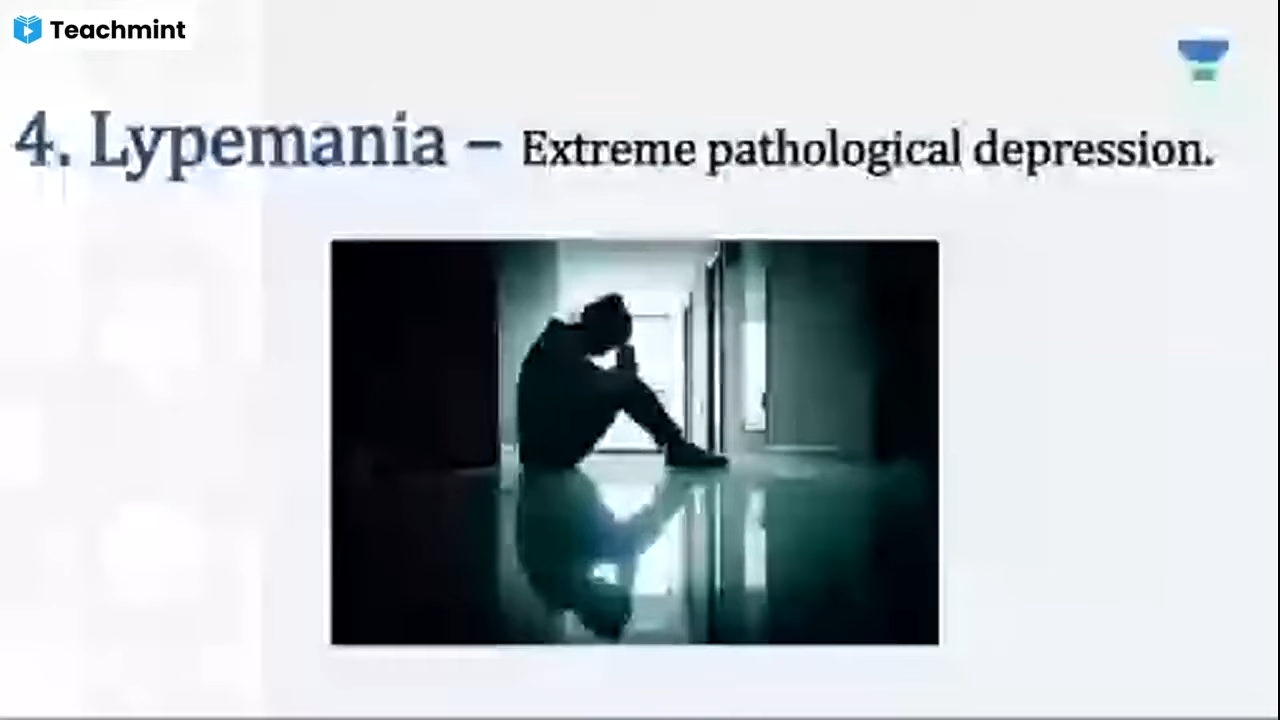 Teachmint
4. Lypemania – Extreme pathological depression.